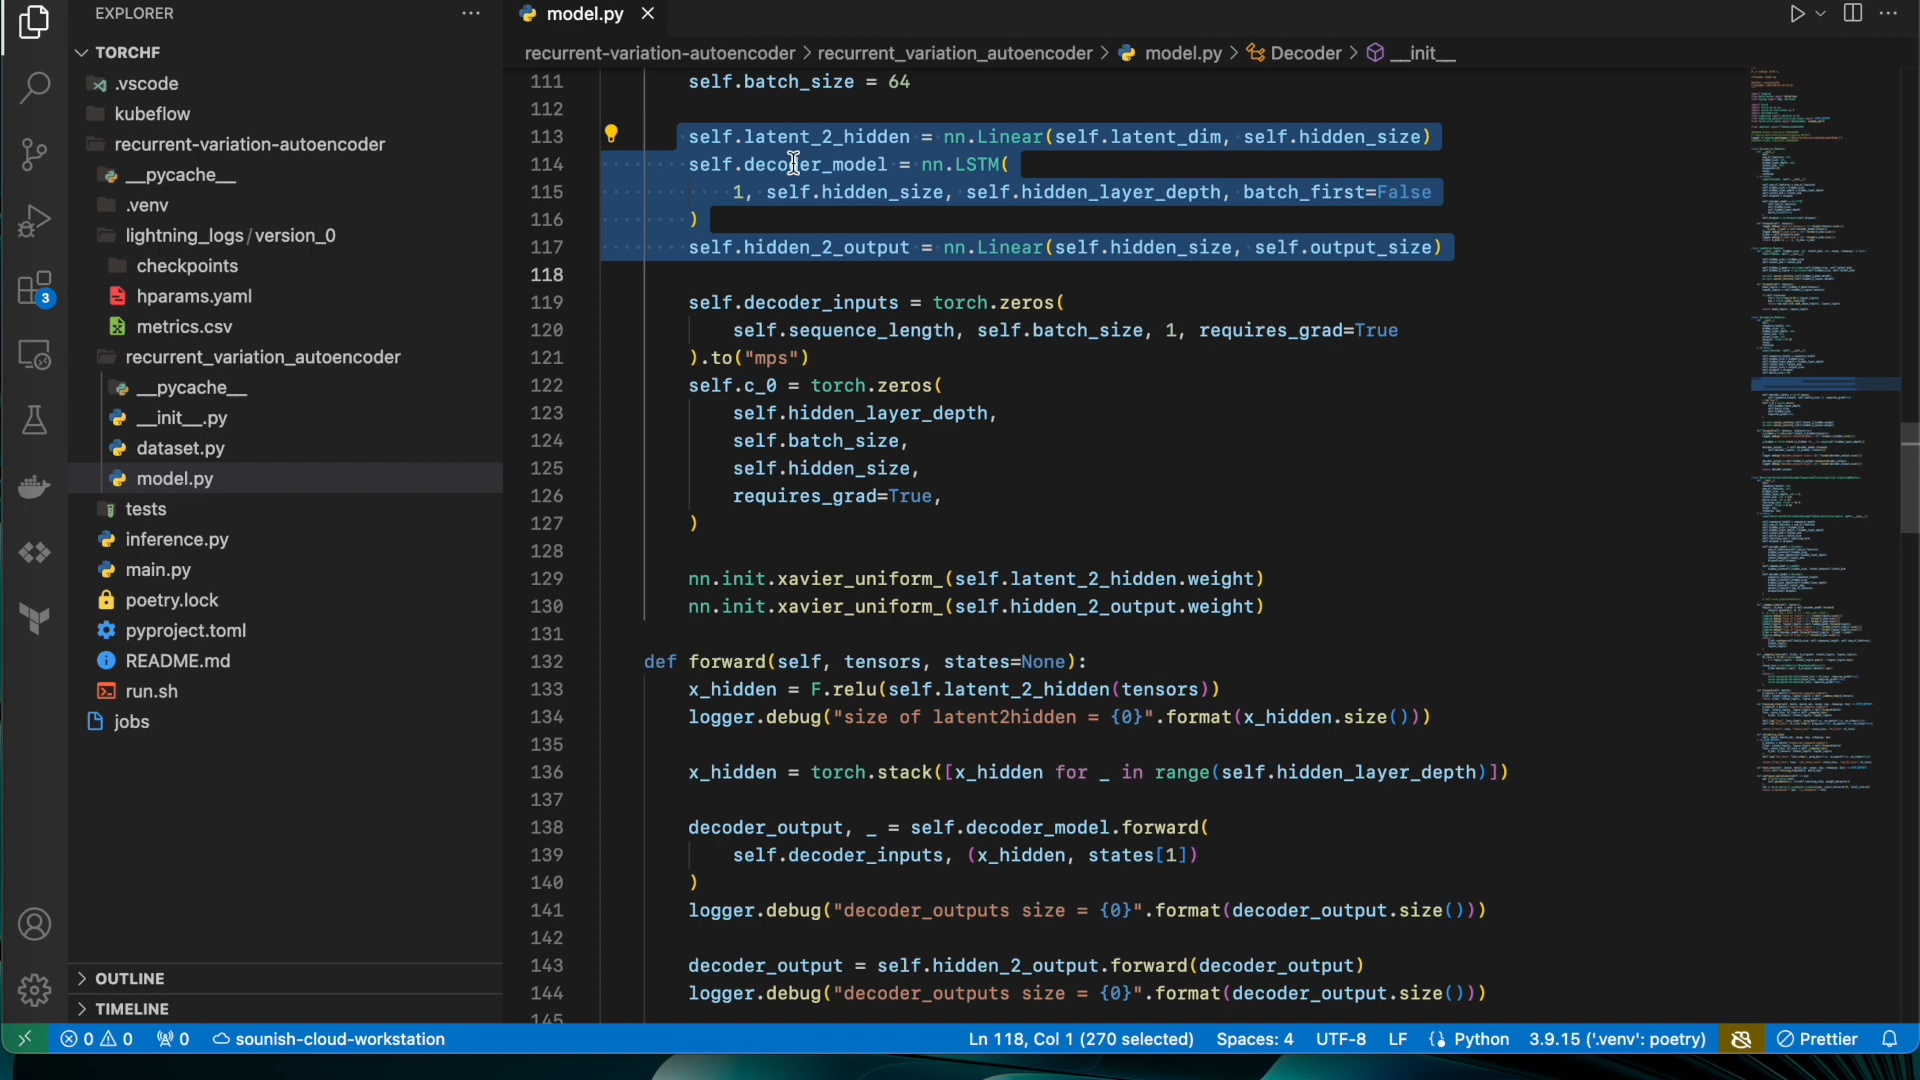 EXPLORER
TORCHF
.vscode
kubeflow
recurrent-variation-autoencoder
__pycache__
.venv
lightning_logs / version_0
checkpoints
hparams.yaml
metrics.csv
recurrent_variation_autoencoder
__pycache__
__init__.py
dataset.py
model.py
tests
inference.py
main.py
poetry.lock
pyproject.toml
README.md
run.sh
jobs
OUTLINE
TIMELINE
3
model.py
recurrent-variation-autoencoder > recurrent_variation_autoencoder > model.py > Decoder > __init__
111 self.batch_size = 64
112
113 self.latent_2_hidden = nn.Linear(self.latent_dim, self.hidden_size)
114 self.decoder_model = nn.LSTM(
115 1, self.hidden_size, self.hidden_layer_depth, batch_first=False
116 )
117 self.hidden_2_output = nn.Linear(self.hidden_size, self.output_size)
118
119 self.decoder_inputs = torch.zeros(
120 self.sequence_length, self.batch_size, 1, requires_grad=True
121 ).to("mps")
122 self.c_0 = torch.zeros(
123 self.hidden_layer_depth,
124 self.batch_size,
125 self.hidden_size,
126 requires_grad=True,
127 )
128
129 nn.init.xavier_uniform_(self.latent_2_hidden.weight)
130 nn.init.xavier_uniform_(self.hidden_2_output.weight)
131
132 def forward(self, tensors, states=None):
133 x_hidden = F.relu(self.latent_2_hidden(tensors))
134 logger.debug("size of latent2hidden = {0}".format(x_hidden.size()))
135
136 x_hidden = torch.stack([x_hidden for _ in range(self.hidden_layer_depth)])
137
138 decoder_output, _ = self.decoder_model.forward(
139 self.decoder_inputs, (x_hidden, states[1])
140 )
141 logger.debug("decoder_outputs size = {0}".format(decoder_output.size()))
142
143 decoder_output = self.hidden_2_output.forward(decoder_output)
144 logger.debug("decoder_outputs size = {0}".format(decoder_output.size()))
145
0 0 0 sounish-cloud-workstation Ln 118, Col 1 (270 selected) Spaces: 4 UTF-8 LF Python 3.9.15 ('.venv': poetry) Prettier